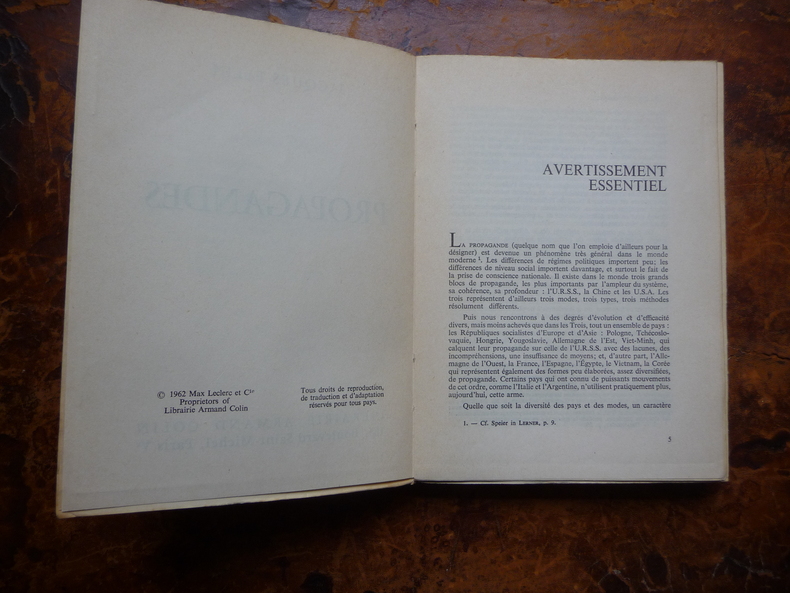 PROPAGANDES
© 1962 Max Leclerc et Cie
Proprietors of
Librairie Armand Colin
Tous droits de reproduction,
de traduction et d'adaptation
réservés pour tous pays.
AVERTISSEMENT
ESSENTIEL
La propagande (quelque nom que l'on emploie d'ailleurs pour la
désigner) est devenue un phénomène très général dans le monde
moderne 1. Les différences de régimes politiques importent peu; les
différences de niveau social importent davantage, et surtout le fait de
la prise de conscience nationale. Il existe dans le monde trois grands
blocs de propagande, les plus importants par l'ampleur du système,
sa cohérence, sa profondeur : l'U.R.S.S., la Chine et les U.S.A. Les
trois représentent d'ailleurs trois modes, trois types, trois méthodes
résolument différents.
Puis nous rencontrons à des degrés d'évolution et d'efficacité
divers, mais moins achevés que dans les Trois, tout un ensemble de pays :
les Républiques socialistes d'Europe et d'Asie : Pologne, Tchécoslo-
vaquie, Hongrie, Yougoslavie, Allemagne de l'Est, Viet-Minh, qui
calquent leur propagande sur celle de l'U.R.S.S. avec des lacunes, des
incompréhensions, une insuffisance de moyens; et, d'autre part, l'Alle-
magne de l'Ouest, la France, l'Espagne, l'Égypte, le Vietnam, la Corée
qui représentent également des formes peu élaborées, assez diversifiées,
de propagande. Certains pays qui ont connu de puissants mouvements
de cet ordre, comme l'Italie et l'Argentine, n'utilisent pratiquement plus,
aujourd'hui, cette arme.
Quelle que soit la diversité des pays et des modes, un caractère
1. — Cf. Speier in Lerner, p. 9.
5